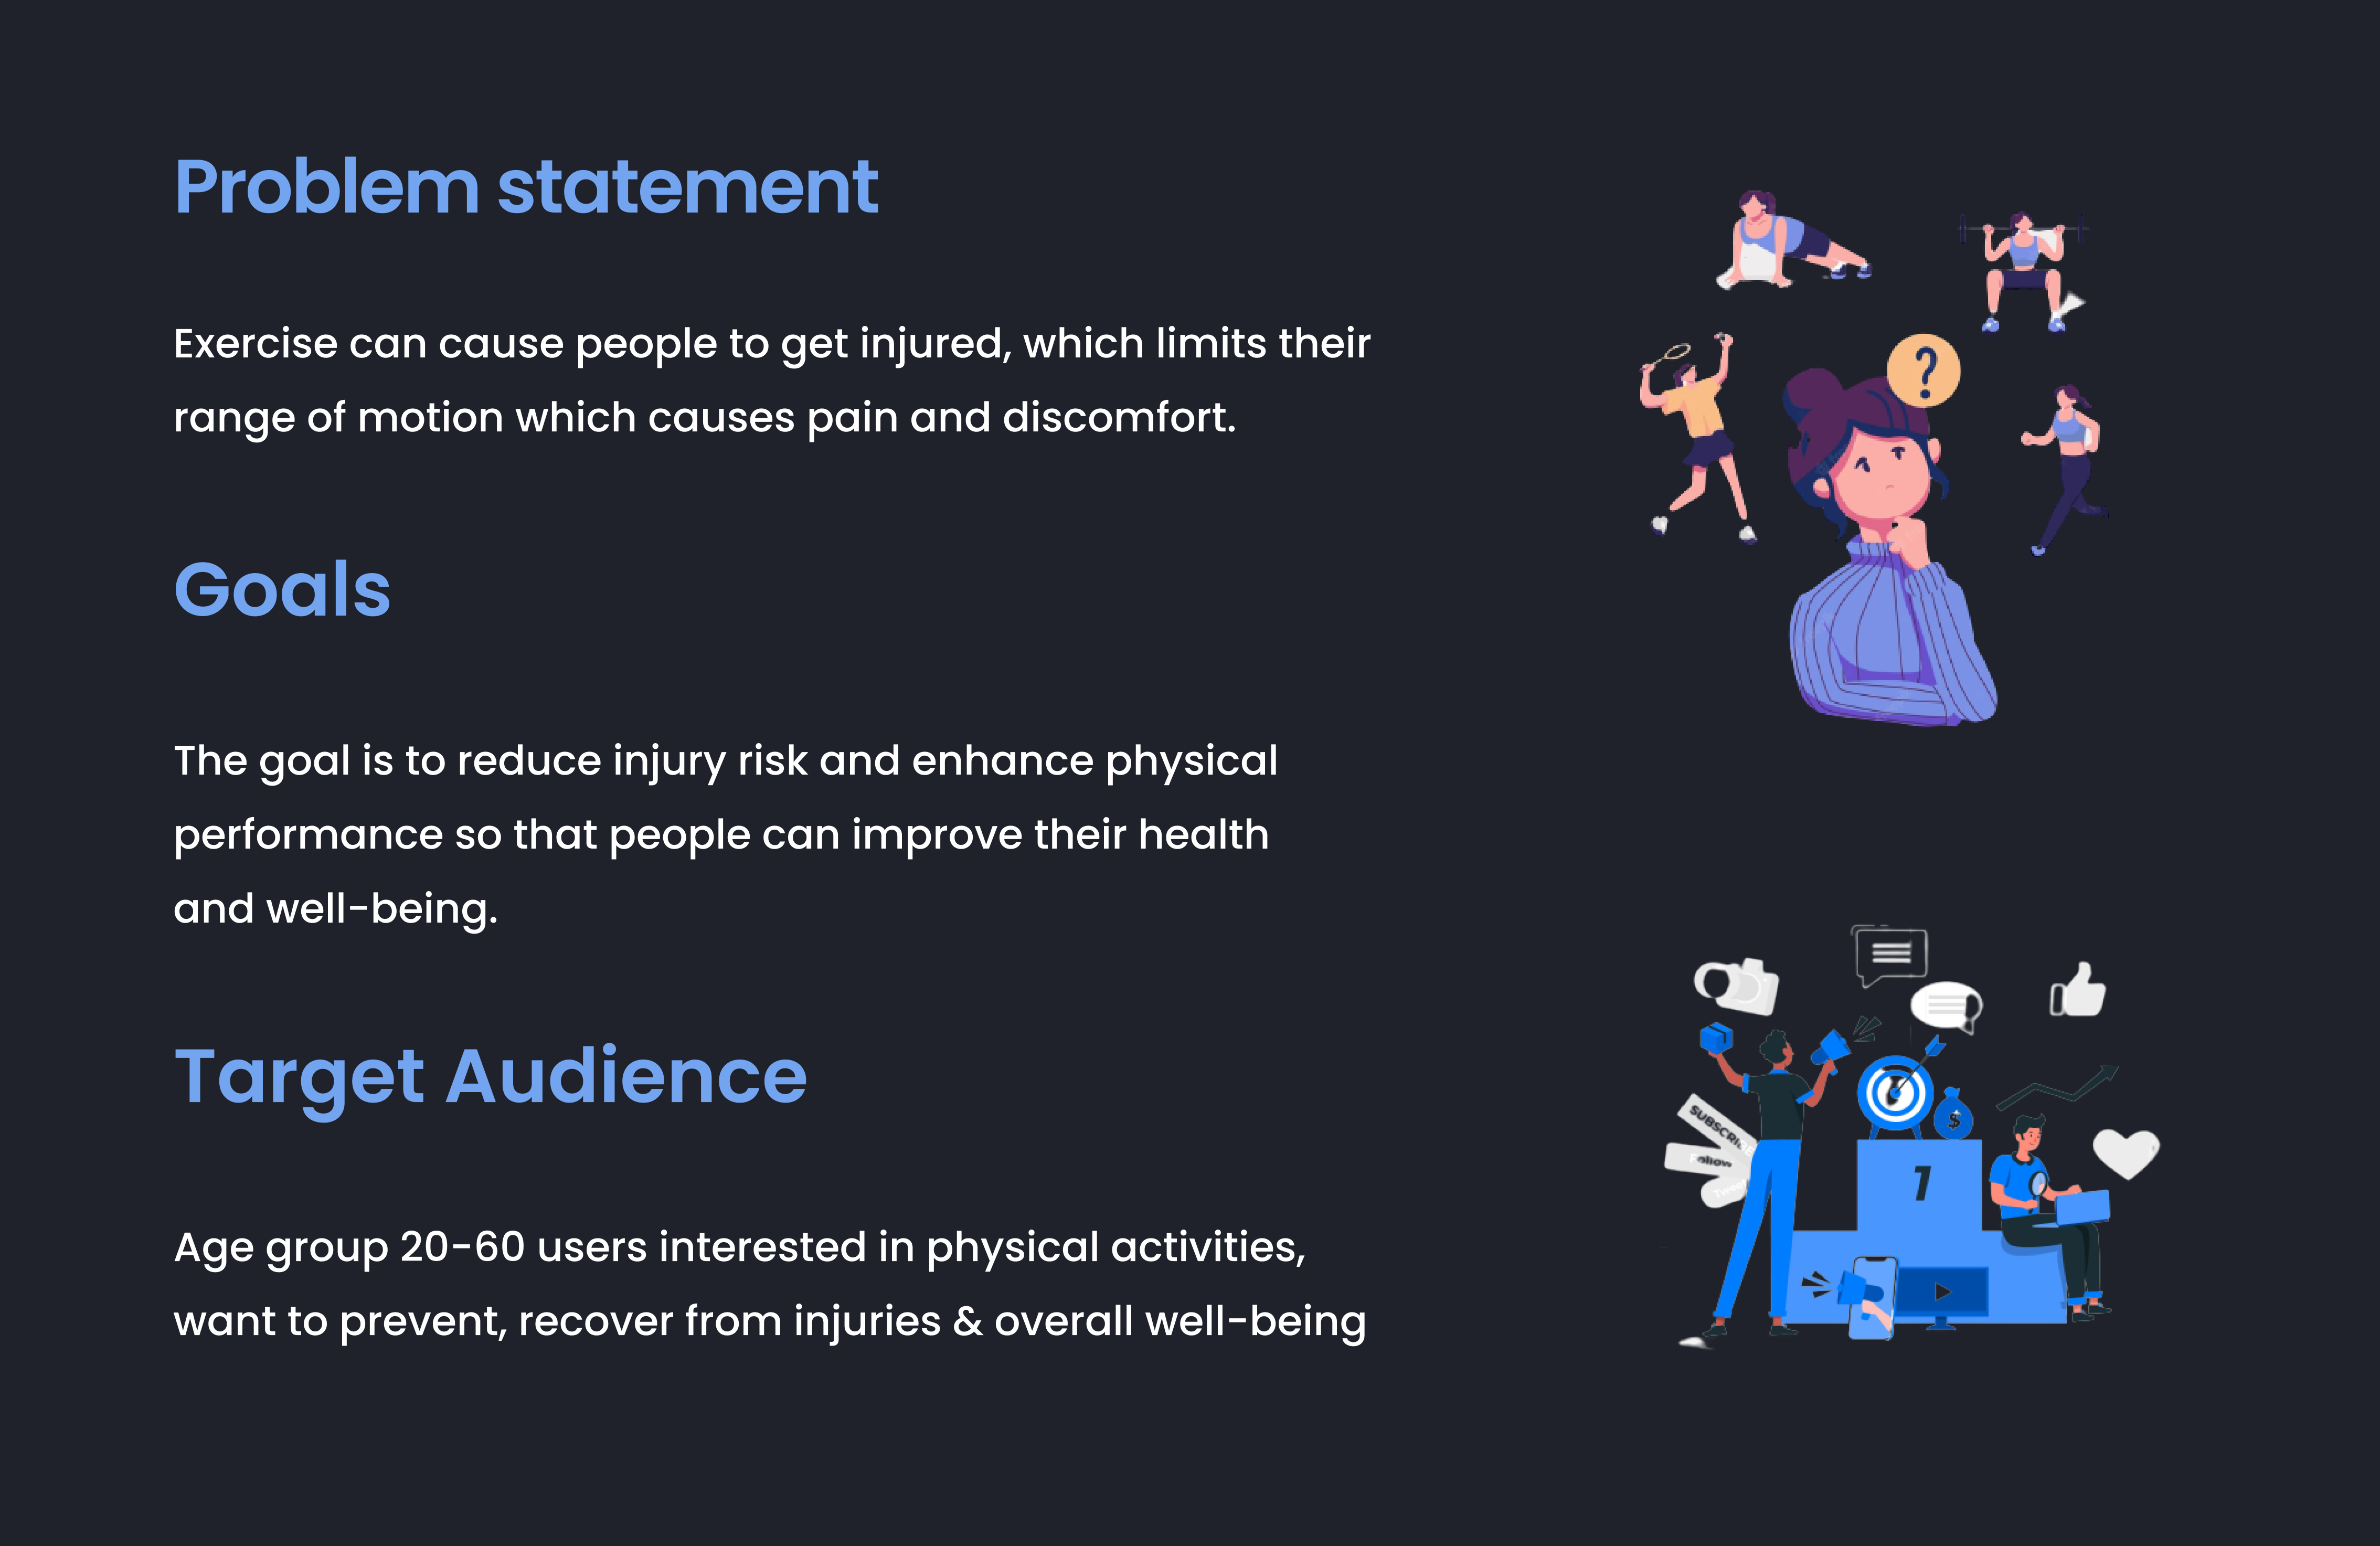 Problem statement
Exercise can cause people to get injured, which limits their
range of motion which causes pain and discomfort.
Goals
The goal is to reduce injury risk and enhance physical
performance so that people can improve their health
and well-being.
Target Audience
Age group 20-60 users interested in physical activities,
want to prevent, recover from injuries & overall well-being
?
$
SUBSCRIBE
Follow
Tweet
1